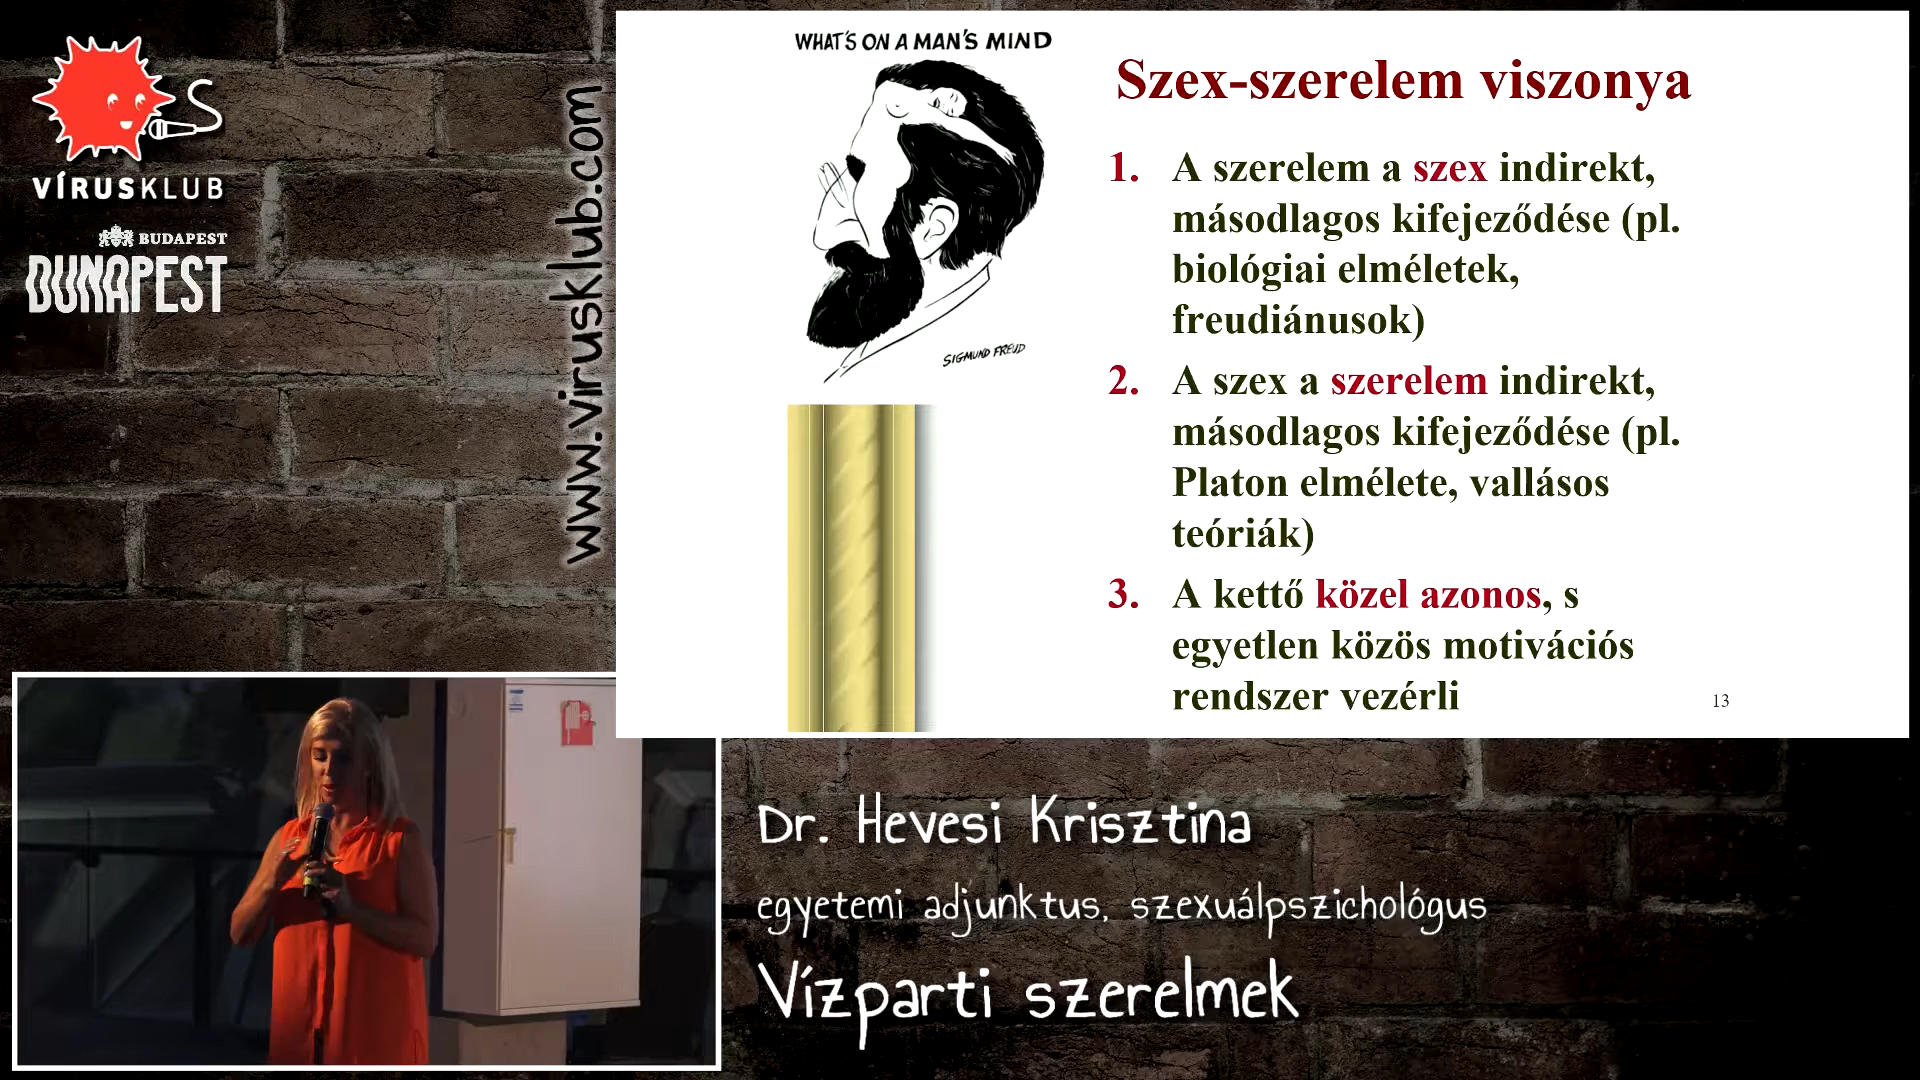 VÍRUSKLUB
BUDAPEST
DUNAPEST
www.virusklub.com
WHAT'S ON A MAN'S MIND
SIGMUND FREUD
Szex-szerelem viszonya
1. A szerelem a szex indirekt,
másodlagos kifejeződése (pl.
biológiai elméletek,
freudiánusok)
2. A szex a szerelem indirekt,
másodlagos kifejeződése (pl.
Platon elmélete, vallásos
teóriák)
3. A kettő közel azonos, s
egyetlen közös motivációs
rendszer vezérli
13
Dr. Hevesi Krisztina
egyetemi adjunktus, szexuálpszichológus
Vízparti szerelmek